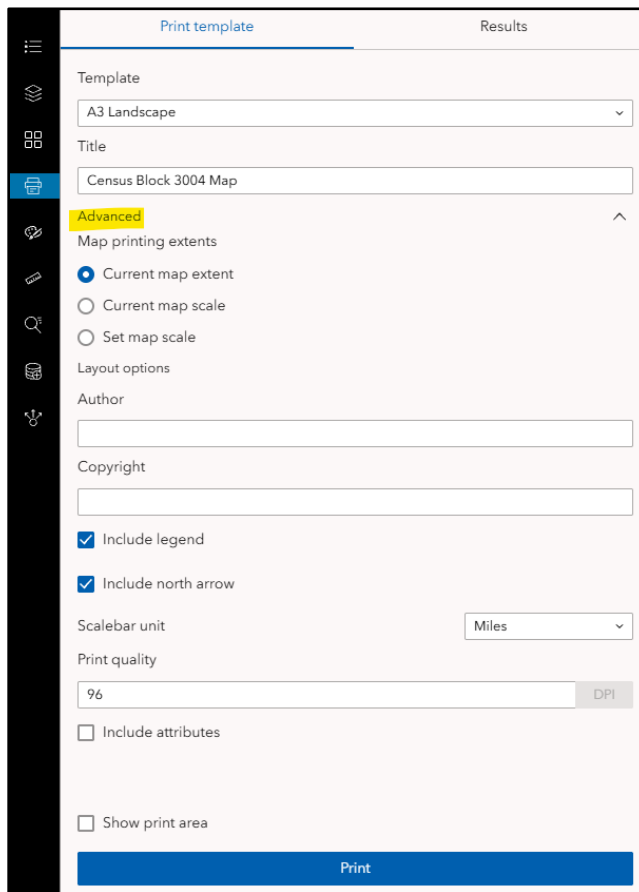 Print template
Results
Template
A3 Landscape
Title
Census Block 3004 Map
Advanced
Map printing extents
Current map extent
Current map scale
Set map scale
Layout options
Author
Copyright
Include legend
Include north arrow
Scalebar unit
Miles
Print quality
96
DPI
Include attributes
Show print area
Print